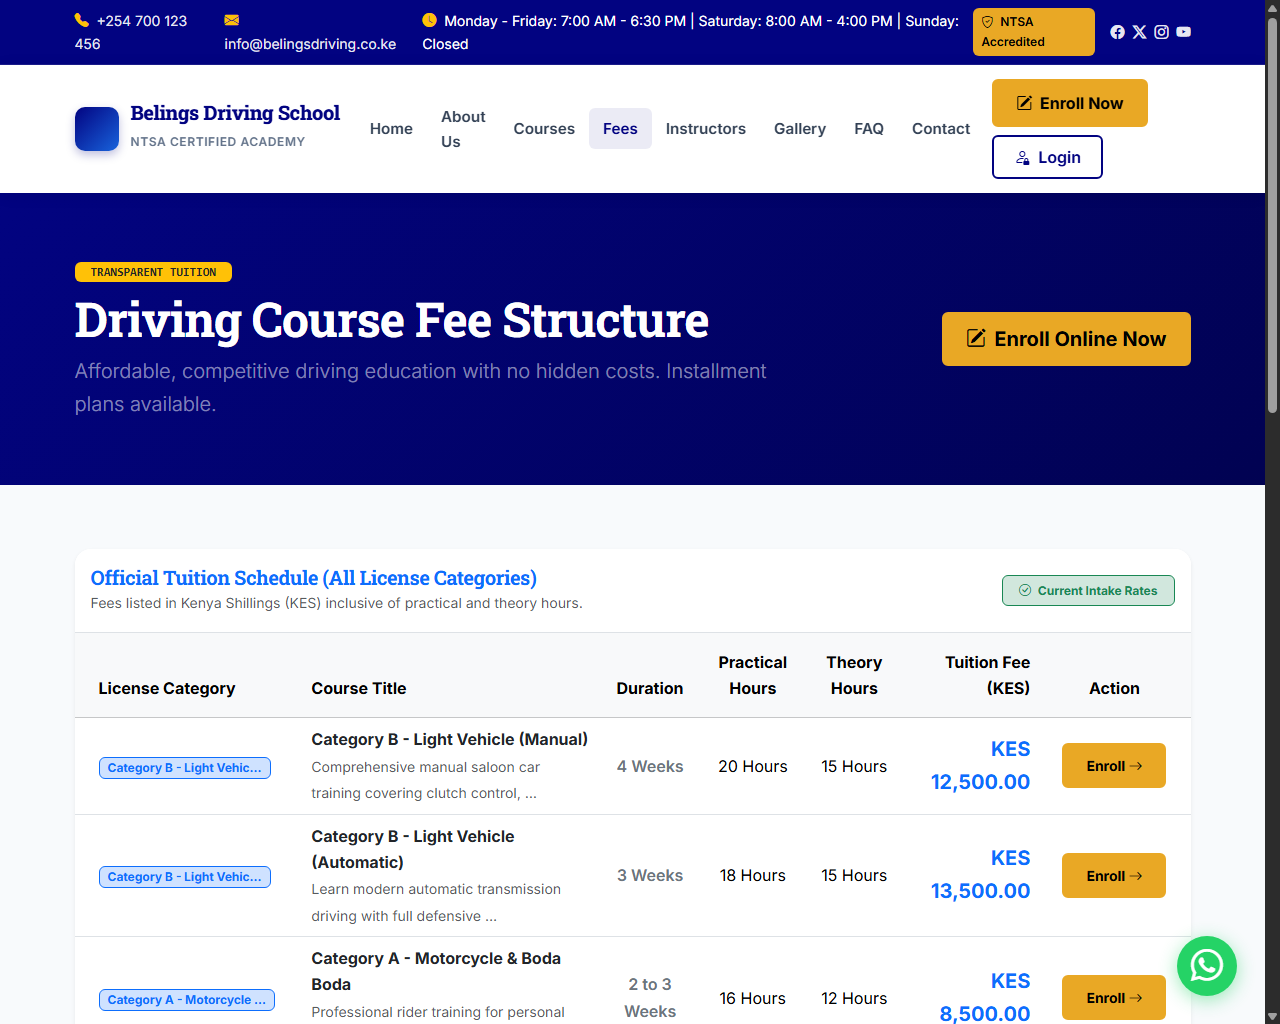 +254 700 123
456
info@belingsdriving.co.ke
Monday - Friday: 7:00 AM - 6:30 PM | Saturday: 8:00 AM - 4:00 PM | Sunday:
Closed
NTSA
Accredited
Belings Driving School
NTSA CERTIFIED ACADEMY
Home
About
Us
Courses
Fees
Instructors
Gallery
FAQ
Contact
Enroll Now
Login
TRANSPARENT TUITION
Driving Course Fee Structure
Affordable, competitive driving education with no hidden costs. Installment
plans available.
Enroll Online Now
Official Tuition Schedule (All License Categories)
Fees listed in Kenya Shillings (KES) inclusive of practical and theory hours.
Current Intake Rates
License Category
Course Title
Duration
Practical
Hours
Theory
Hours
Tuition Fee
(KES)
Action
Category B - Light Vehic...
Category B - Light Vehicle (Manual)
Comprehensive manual saloon car
training covering clutch control, ...
4 Weeks
20 Hours
15 Hours
KES
12,500.00
Enroll →
Category B - Light Vehic...
Category B - Light Vehicle
(Automatic)
Learn modern automatic transmission
driving with full defensive ...
3 Weeks
18 Hours
15 Hours
KES
13,500.00
Enroll →
Category A - Motorcycle ...
Category A - Motorcycle & Boda
Boda
Professional rider training for personal
2 to 3
Weeks
16 Hours
12 Hours
KES
8,500.00
Enroll →